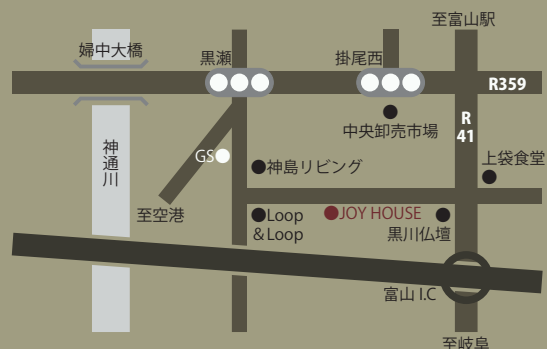 至富山駅
婦中大橋
黒瀬
掛尾西
R359
R
41
中央卸売市場
神通川
GS
神島リビング
上袋食堂
至空港
Loop
&Loop
JOY HOUSE
黒川仏壇
富山 I.C
至岐阜